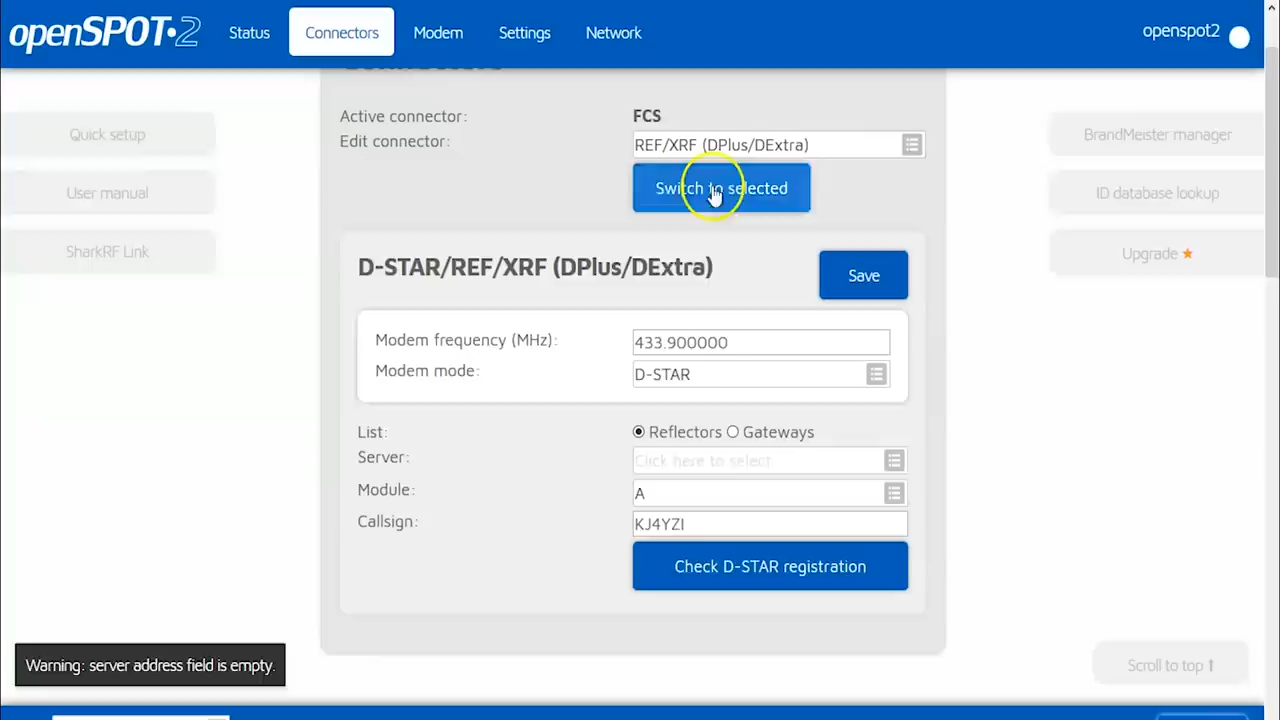 openSPOT·2 Status Connectors Modem Settings Network openspot2
Active connector: FCS
Edit connector: REF/XRF (DPlus/DExtra)
Switch to selected
Quick setup
User manual
SharkRF Link
BrandMeister manager
ID database lookup
Upgrade ★
D-STAR/REF/XRF (DPlus/DExtra) Save
Modem frequency (MHz): 433.900000
Modem mode: D-STAR
List: Reflectors Gateways
Server: Click here to select
Module: A
Callsign: KJ4YZI
Check D-STAR registration
Warning: server address field is empty.
Scroll to top ↑